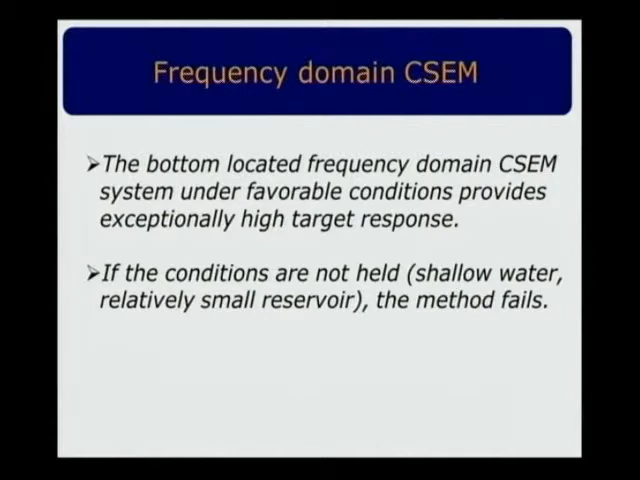 Frequency domain CSEM
➢The bottom located frequency domain CSEM
system under favorable conditions provides
exceptionally high target response.
➢If the conditions are not held (shallow water,
relatively small reservoir), the method fails.